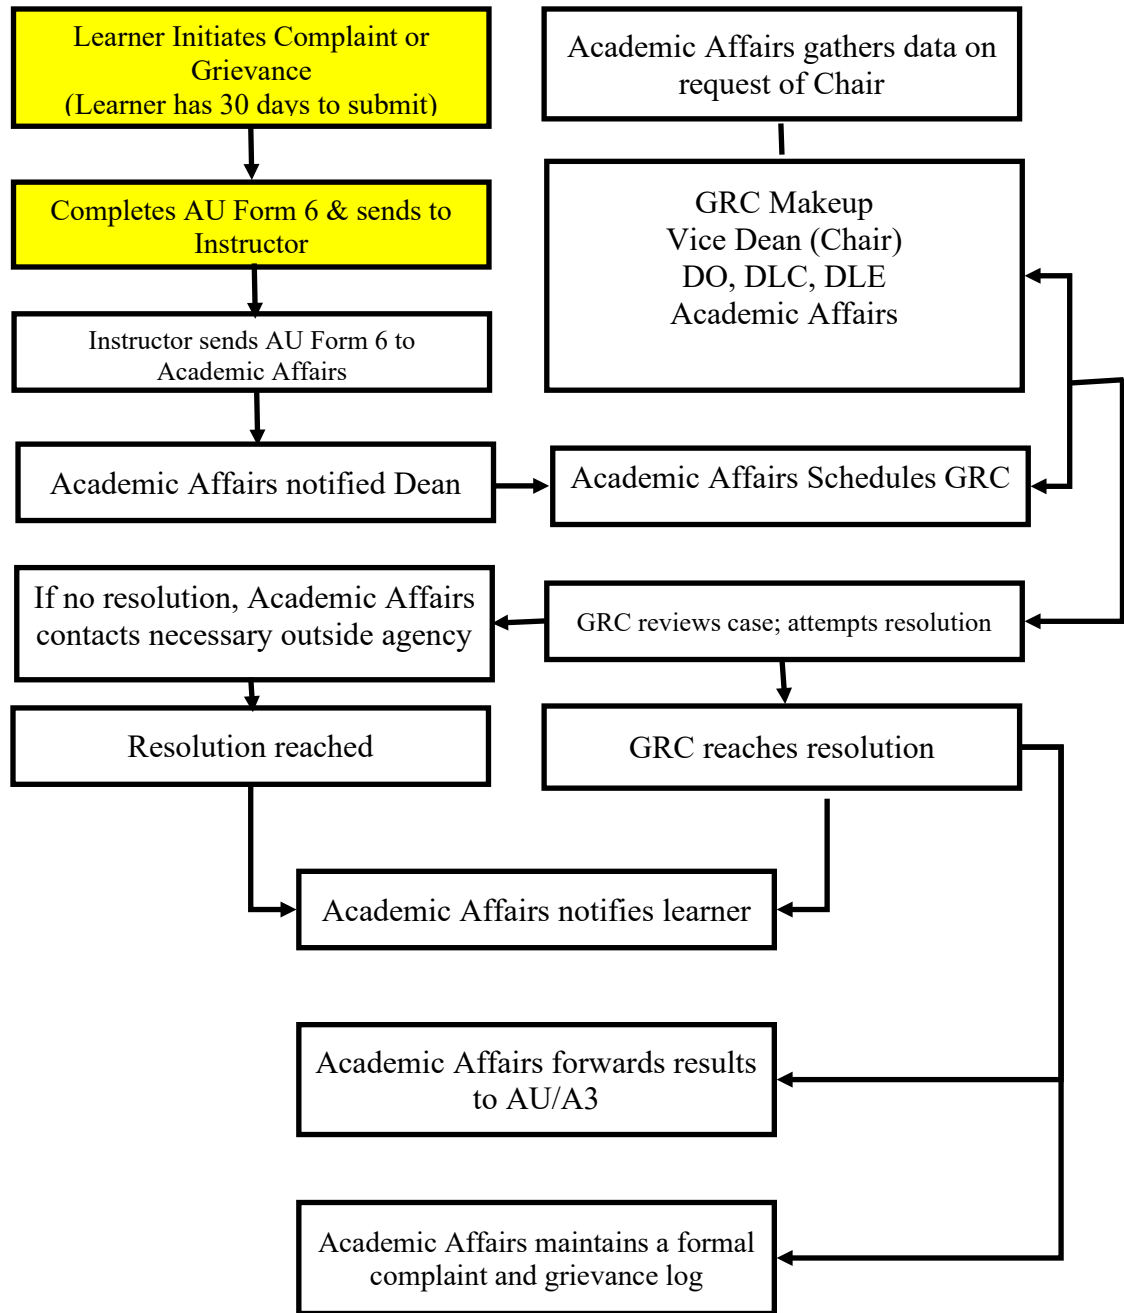 Learner Initiates Complaint or
Grievance
(Learner has 30 days to submit)
Completes AU Form 6 & sends to
Instructor
Instructor sends AU Form 6 to
Academic Affairs
Academic Affairs notified Dean
Academic Affairs gathers data on
request of Chair
GRC Makeup
Vice Dean (Chair)
DO, DLC, DLE
Academic Affairs
Academic Affairs Schedules GRC
GRC reviews case; attempts resolution
If no resolution, Academic Affairs
contacts necessary outside agency
Resolution reached
GRC reaches resolution
Academic Affairs notifies learner
Academic Affairs forwards results
to AU/A3
Academic Affairs maintains a formal
complaint and grievance log